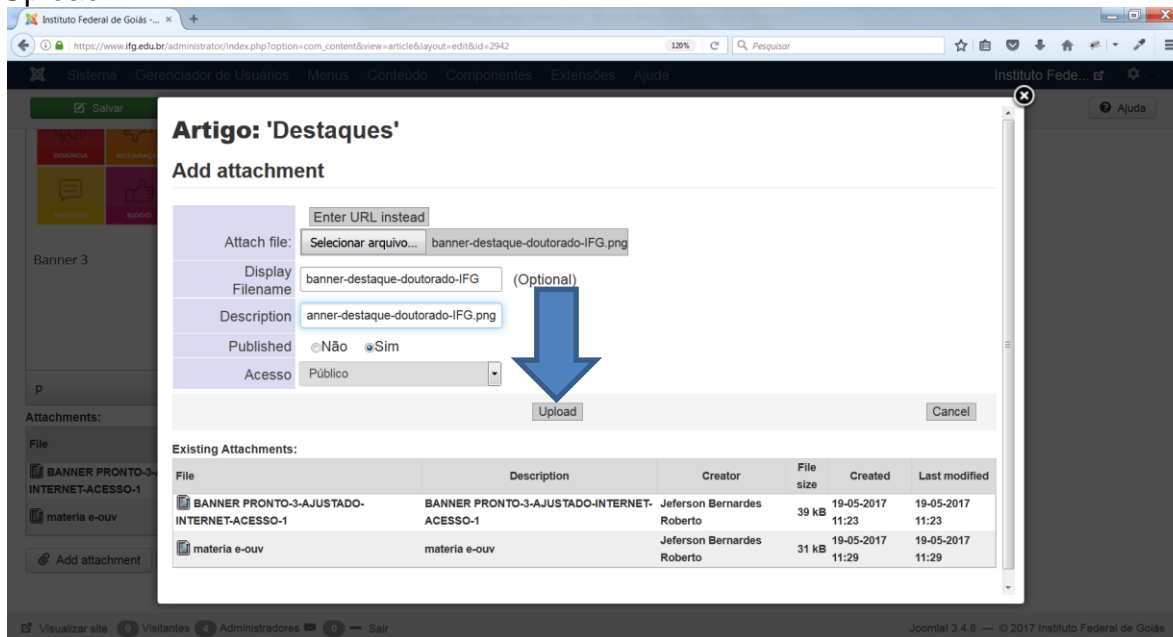 Instituto Federal de Goiás -...
https://www.ifg.edu.br/administrator/index.php?option=com_content&view=article&layout=edit&id=2942
120%
Pesquisar
Sistema Gerenciador de Usuários Menus Conteúdo Componentes Extensões Ajuda
Instituto Fede...
Salvar
Ajuda
Artigo: 'Destaques'
Add attachment
DENÚNCIA
ELOGIO
Banner 3
Enter URL instead
Attach file: Selecionar arquivo... banner-destaque-doutorado-IFG.png
Display Filename banner-destaque-doutorado-IFG (Optional)
Description anner-destaque-doutorado-IFG.png
Published Não Sim
Acesso Público
Upload Cancel
p
Attachments:
File
BANNER PRONTO-3-
INTERNET-ACESSO-1
materia e-ouv
Add attachment
Existing Attachments:
File Description Creator File size Created Last modified
BANNER PRONTO-3-AJUSTADO-INTERNET-ACESSO-1 BANNER PRONTO-3-AJUSTADO-INTERNET-ACESSO-1 Jeferson Bernardes Roberto 39 kB 19-05-2017 11:23 19-05-2017 11:23
materia e-ouv materia e-ouv Jeferson Bernardes Roberto 31 kB 19-05-2017 11:29 19-05-2017 11:29
Visualizar site 0 Visitantes 4 Administradores 0 Sair
Joomla! 3.4.8 — © 2017 Instituto Federal de Goiás